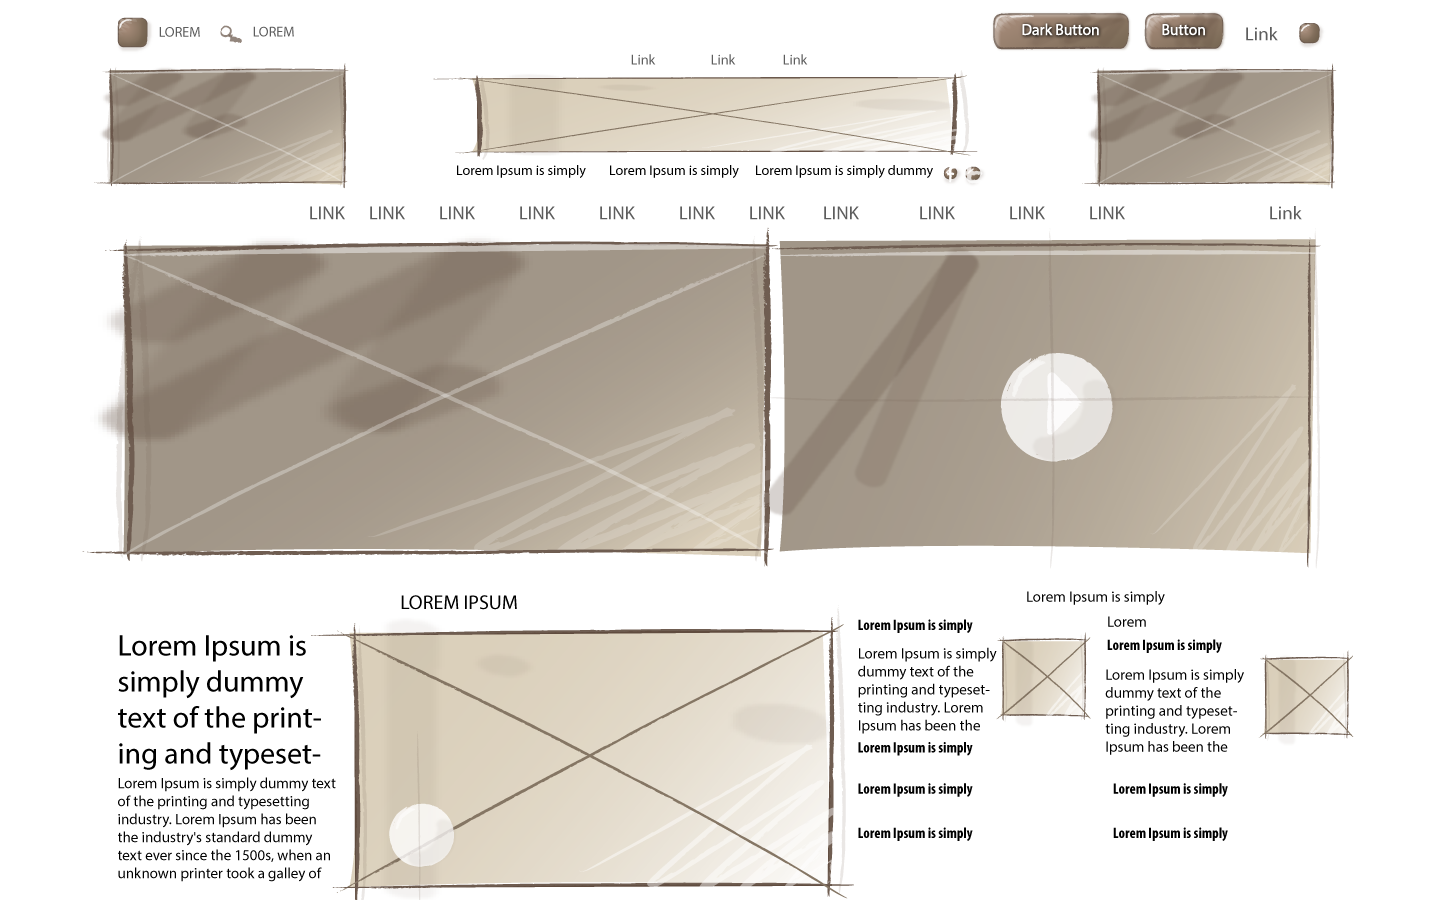 LOREM
LOREM
Dark Button
Button
Link
Link
Link
Link
Lorem Ipsum is simply
Lorem Ipsum is simply
Lorem Ipsum is simply dummy
LINK
LINK
LINK
LINK
LINK
LINK
LINK
LINK
LINK
LINK
LINK
Link
LOREM IPSUM
Lorem Ipsum is
simply dummy
text of the print-
ing and typeset-
Lorem Ipsum is simply dummy text
of the printing and typesetting
industry. Lorem Ipsum has been
the industry's standard dummy
text ever since the 1500s, when an
unknown printer took a galley of
Lorem Ipsum is simply
Lorem Ipsum is simply
Lorem Ipsum is simply
dummy text of the
printing and typeset-
ting industry. Lorem
Ipsum has been the
Lorem Ipsum is simply
Lorem Ipsum is simply
Lorem Ipsum is simply
Lorem
Lorem Ipsum is simply
Lorem Ipsum is simply
dummy text of the
printing and typeset-
ting industry. Lorem
Ipsum has been the
Lorem Ipsum is simply
Lorem Ipsum is simply